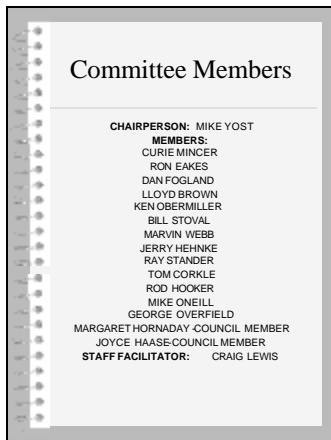 Committee Members
CHAIRPERSON: MIKE YOST
MEMBERS:
CURIE MINCER
RON EAKES
DAN FOGLAND
LLOYD BROWN
KEN OBERMILLER
BILL STOVAL
MARVIN WEBB
JERRY HEHNKE
RAY STANDER
TOM CORKLE
ROD HOOKER
MIKE ONEILL
GEORGE OVERFIELD
MARGARET HORNADAY-COUNCIL MEMBER
JOYCE HAASE-COUNCIL MEMBER
STAFF FACILITATOR: CRAIG LEWIS